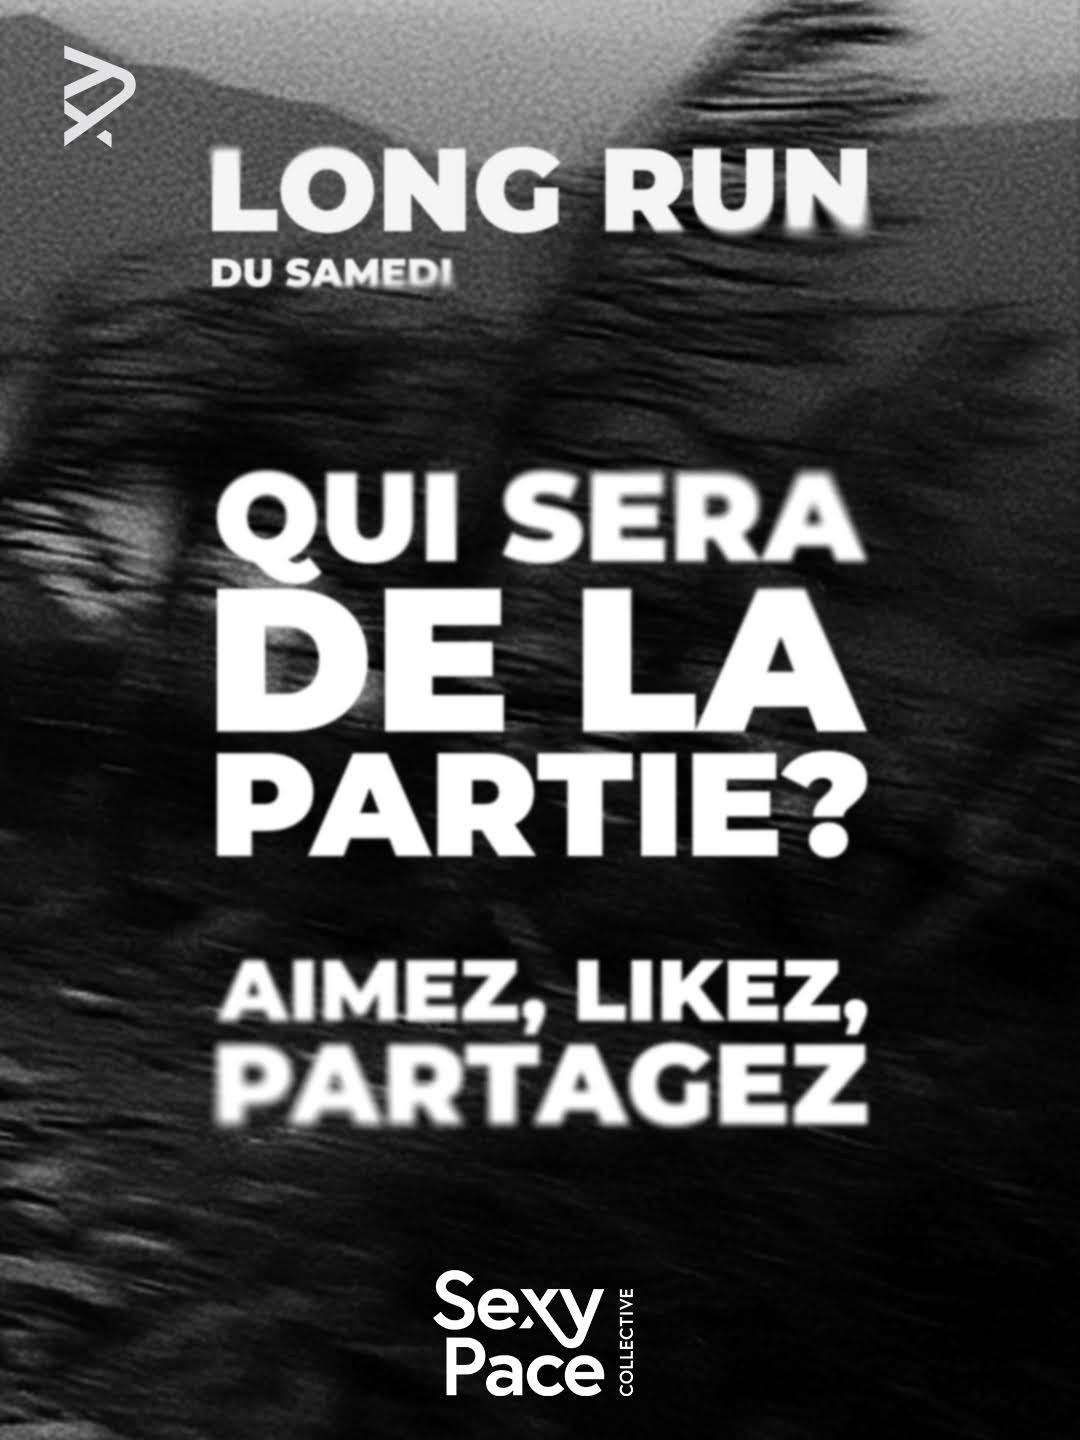 LONG RUN
DU SAMEDI
QUI SERA
DE LA
PARTIE?
AIMEZ, LIKEZ,
PARTAGEZ
Sexy
Pace
COLLECTIVE